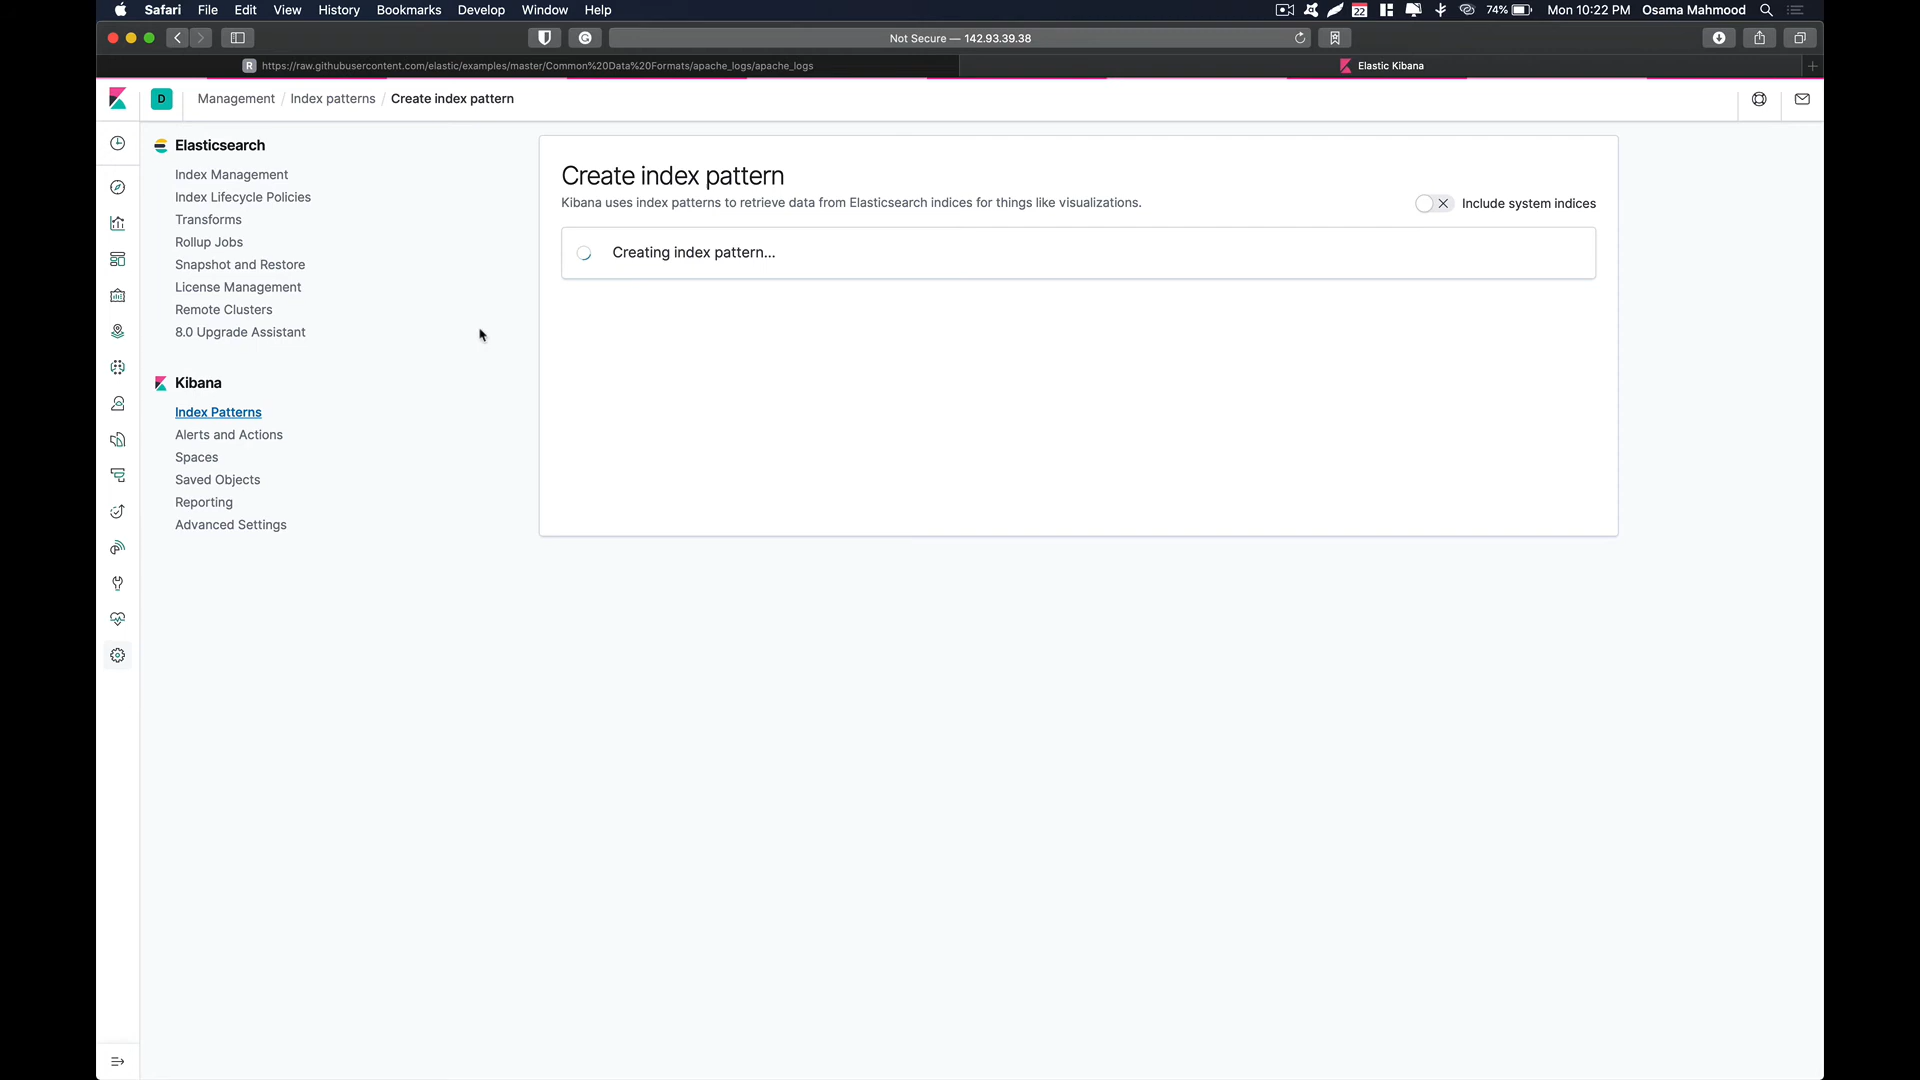 Safari File Edit View History Bookmarks Develop Window Help 22 74% Mon 10:22 PM Osama Mahmood
Not Secure — 142.93.39.38
R https://raw.githubusercontent.com/elastic/examples/master/Common%20Data%20Formats/apache_logs/apache_logs Elastic Kibana
D Management / Index patterns / Create index pattern
Elasticsearch
Index Management
Index Lifecycle Policies
Transforms
Rollup Jobs
Snapshot and Restore
License Management
Remote Clusters
8.0 Upgrade Assistant
Kibana
Index Patterns
Alerts and Actions
Spaces
Saved Objects
Reporting
Advanced Settings
Create index pattern
Kibana uses index patterns to retrieve data from Elasticsearch indices for things like visualizations.
Include system indices
Creating index pattern...